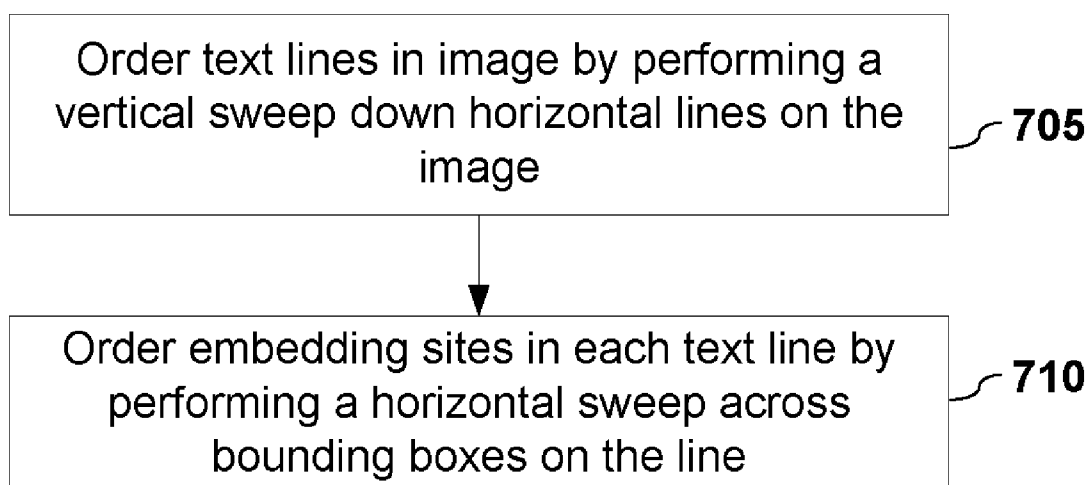 Order text lines in image by performing a
vertical sweep down horizontal lines on the
image
705
Order embedding sites in each text line by
performing a horizontal sweep across
bounding boxes on the line
710